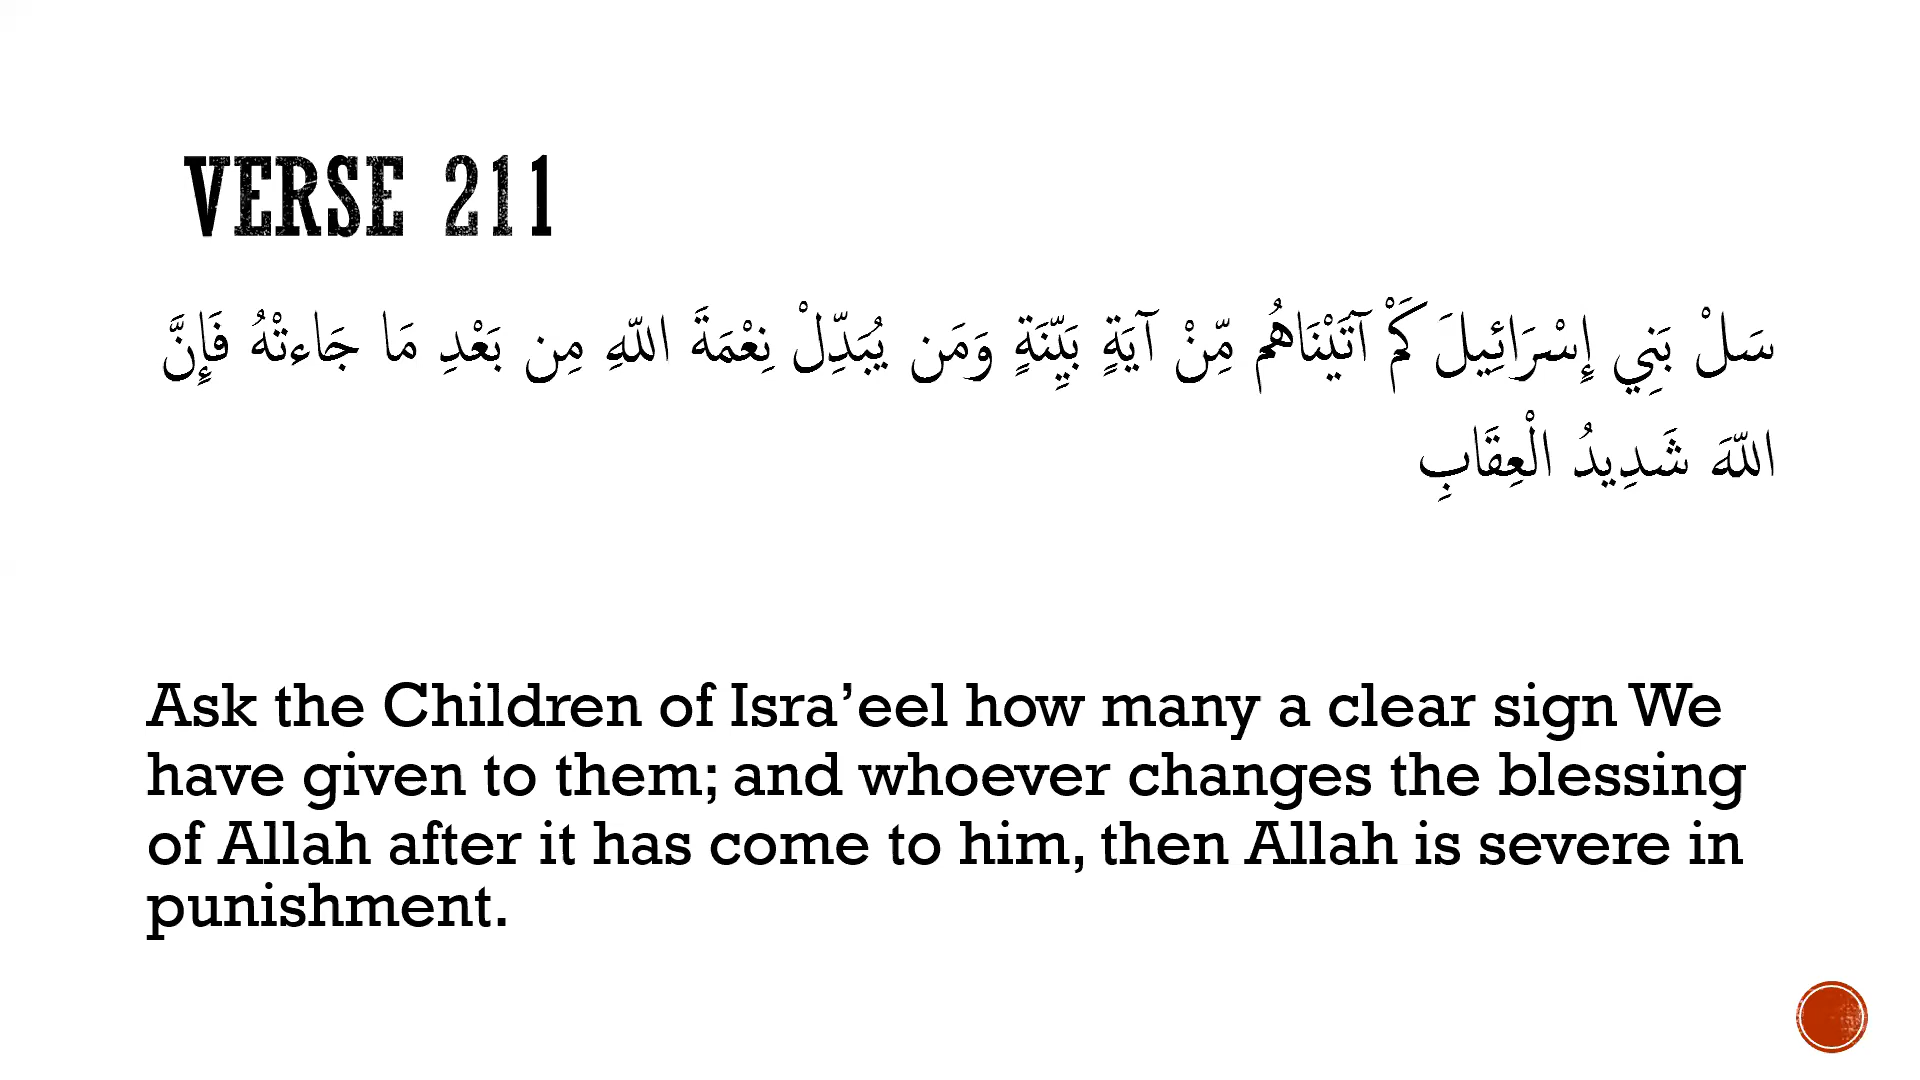 VERSE 211
سَلْ بَنِي إِسْرَائِيلَ كَمْ آتَيْنَاهُم مِّنْ آيَةٍ بَيِّنَةٍ وَمَن يُبَدِّلْ نِعْمَةَ اللّهِ مِن بَعْدِ مَا جَاءتْهُ فَإِنَّ
اللّهَ شَدِيدُ الْعِقَابِ
Ask the Children of Isra’eel how many a clear sign We
have given to them; and whoever changes the blessing
of Allah after it has come to him, then Allah is severe in
punishment.